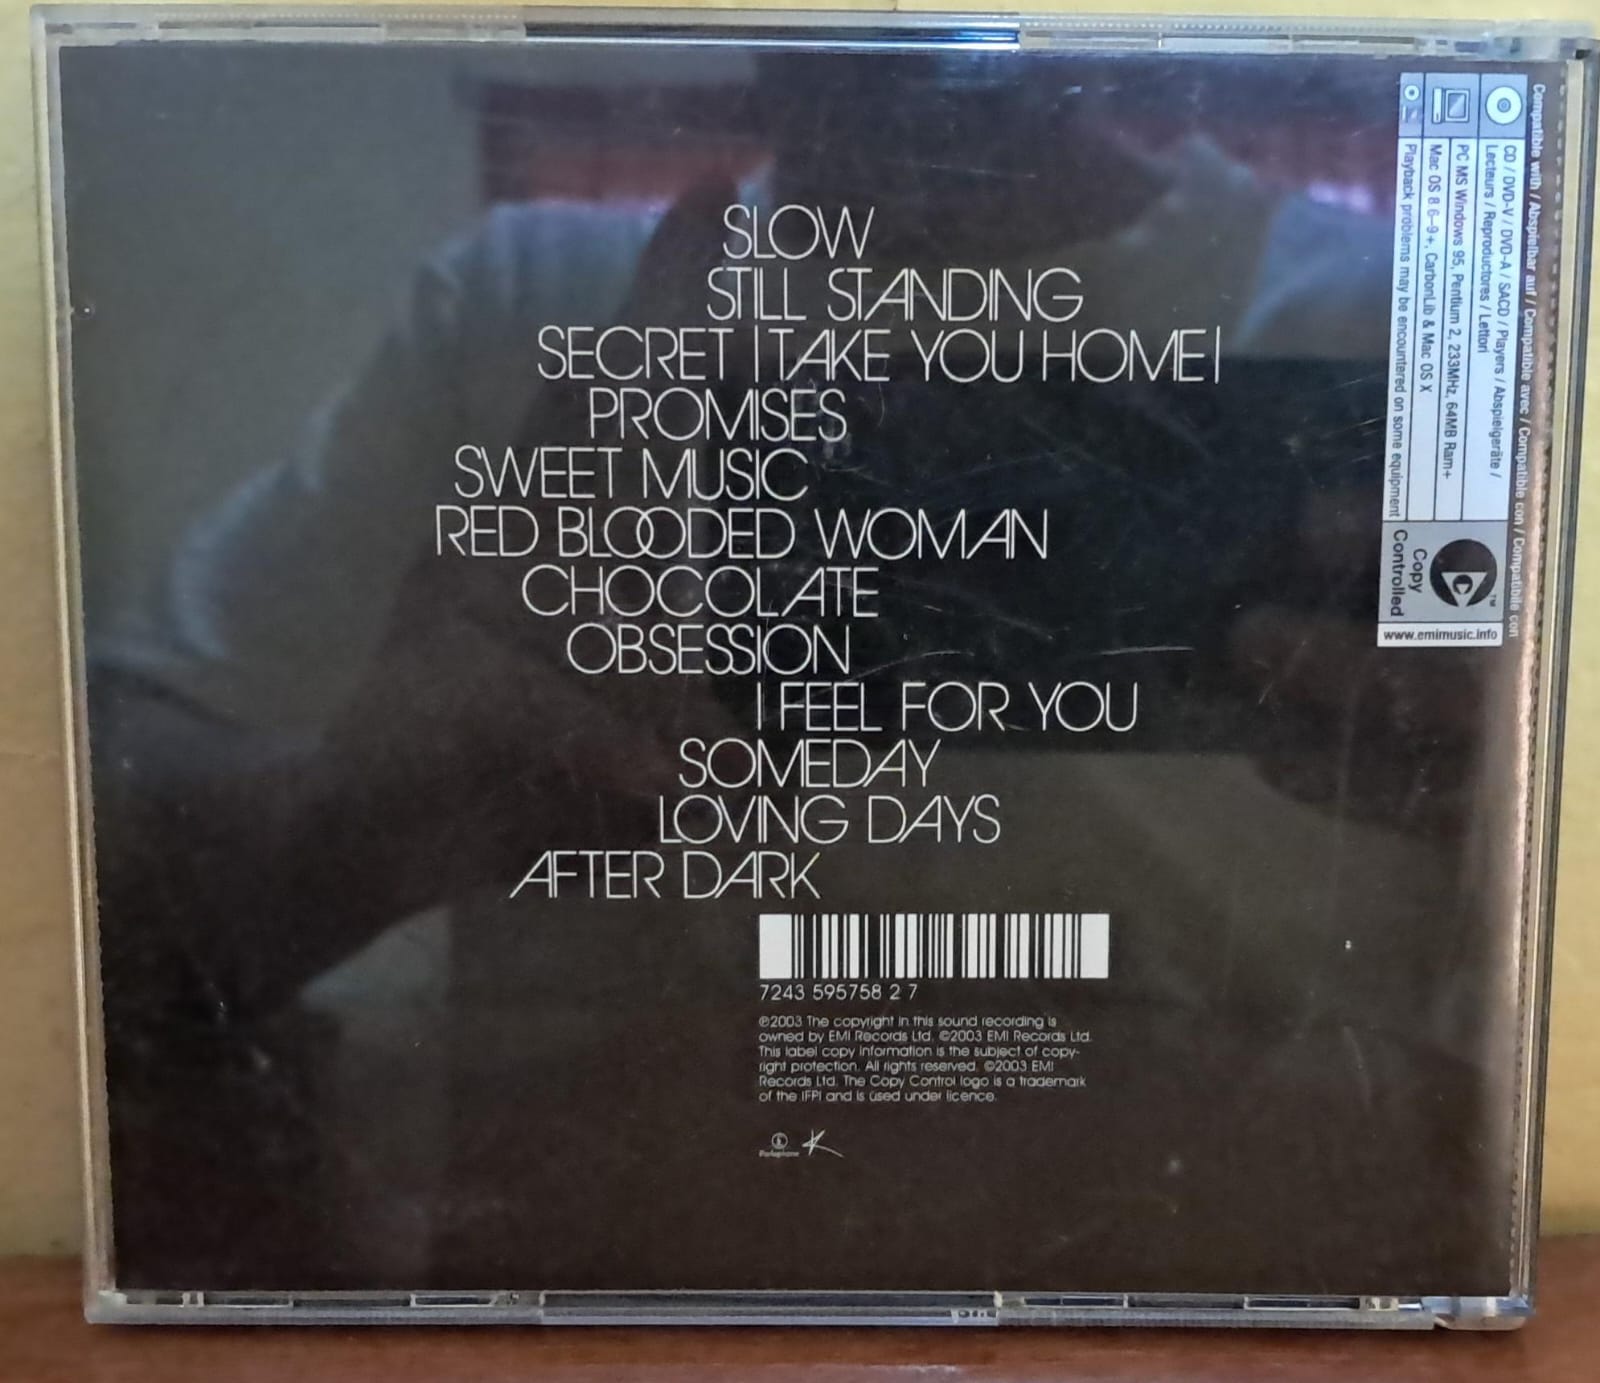 SLOW
STILL STANDING
SECRET |TAKE YOU HOME|
PROMISES
SWEET MUSIC
RED BLOODED WOMAN
CHOCOLATE
OBSESSION
I FEEL FOR YOU
SOMEDAY
LOVING DAYS
AFTER DARK
7243 595758 2 7
℗2003 The copyright in this sound recording is
owned by EMI Records Ltd. ©2003 EMI Records Ltd.
This label copy information is the subject of copy-
right protection. All rights reserved. ©2003 EMI
Records Ltd. The Copy Control logo is a trademark
of the IFPI and is used under licence.
Parlophone
K
Compatible with / Abspielbar auf / Compatible avec / Compatible con / Compatibile con
CD / DVD-V / DVD-A / SACD / Players / Abspielgeräte /
Lecteurs / Reproductores / Lettori
PC MS Windows 95, Pentium 2, 233MHz, 64MB Ram+
Mac OS 8.6-9+, CarbonLib & Mac OS X
Playback problems may be encountered on some equipment
C
TM
Copy
Controlled
www.emimusic.info